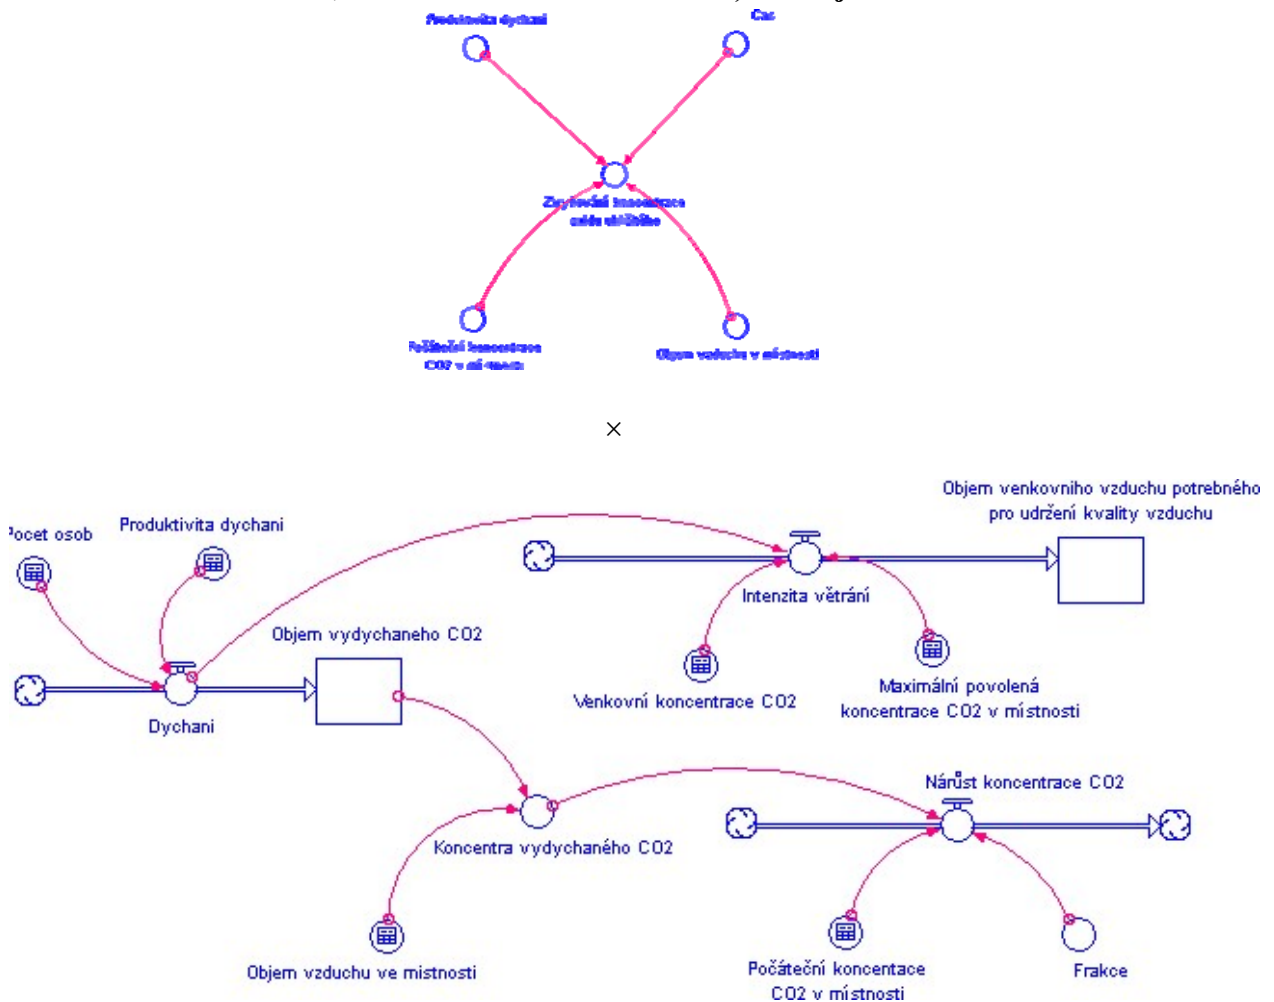 Produktivita dychani
Cas
Zvyšování koncentrace
oxidu uhličitého
Počáteční koncentrace
CO2 v místnosti
Objem vzduchu v místnosti
×
Objem venkovniho vzduchu potrebného
pro udržení kvality vzduchu
Pocet osob
Produktivita dychani
Intenzita větrání
Objem vydychaneho CO2
Venkovní koncentrace CO2
Maximální povolená
koncentrace CO2 v místnosti
Dychani
Nárůst koncentrace CO2
Koncentra vydychaného CO2
Objem vzduchu ve mistnosti
Počáteční koncentace
CO2 v místnosti
Frakce